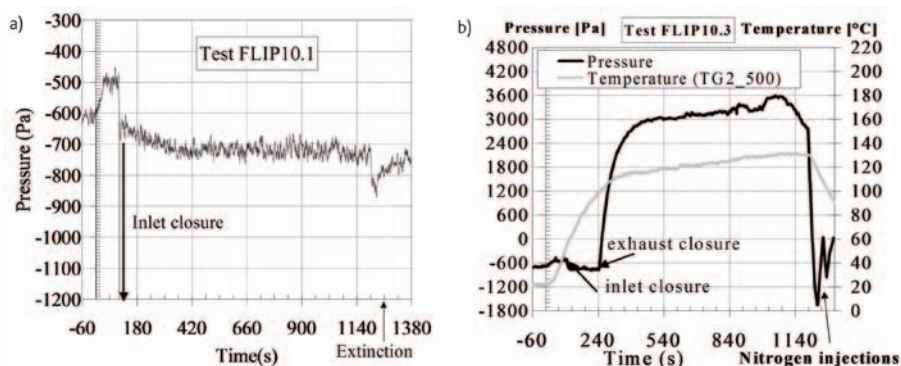 a)
Test FLIP10.1
Pressure (Pa)
-300
-400
-500
-600
-700
-800
-900
-1000
-1100
-1200
Inlet closure
Extinction
-60 180 420 660 900 1140 1380
Time(s)
b)
Pressure [Pa] Test FLIP10.3 Temperature [°C]
Pressure
Temperature (TG2_500)
4800 220
4200 200
3600 180
3000 160
2400 140
1800 120
1200 100
600 80
0 60
-600 40
-1200 20
-1800 0
exhaust closure
inlet closure
-60 240 540 840 1140
Time (s)
Nitrogen injections